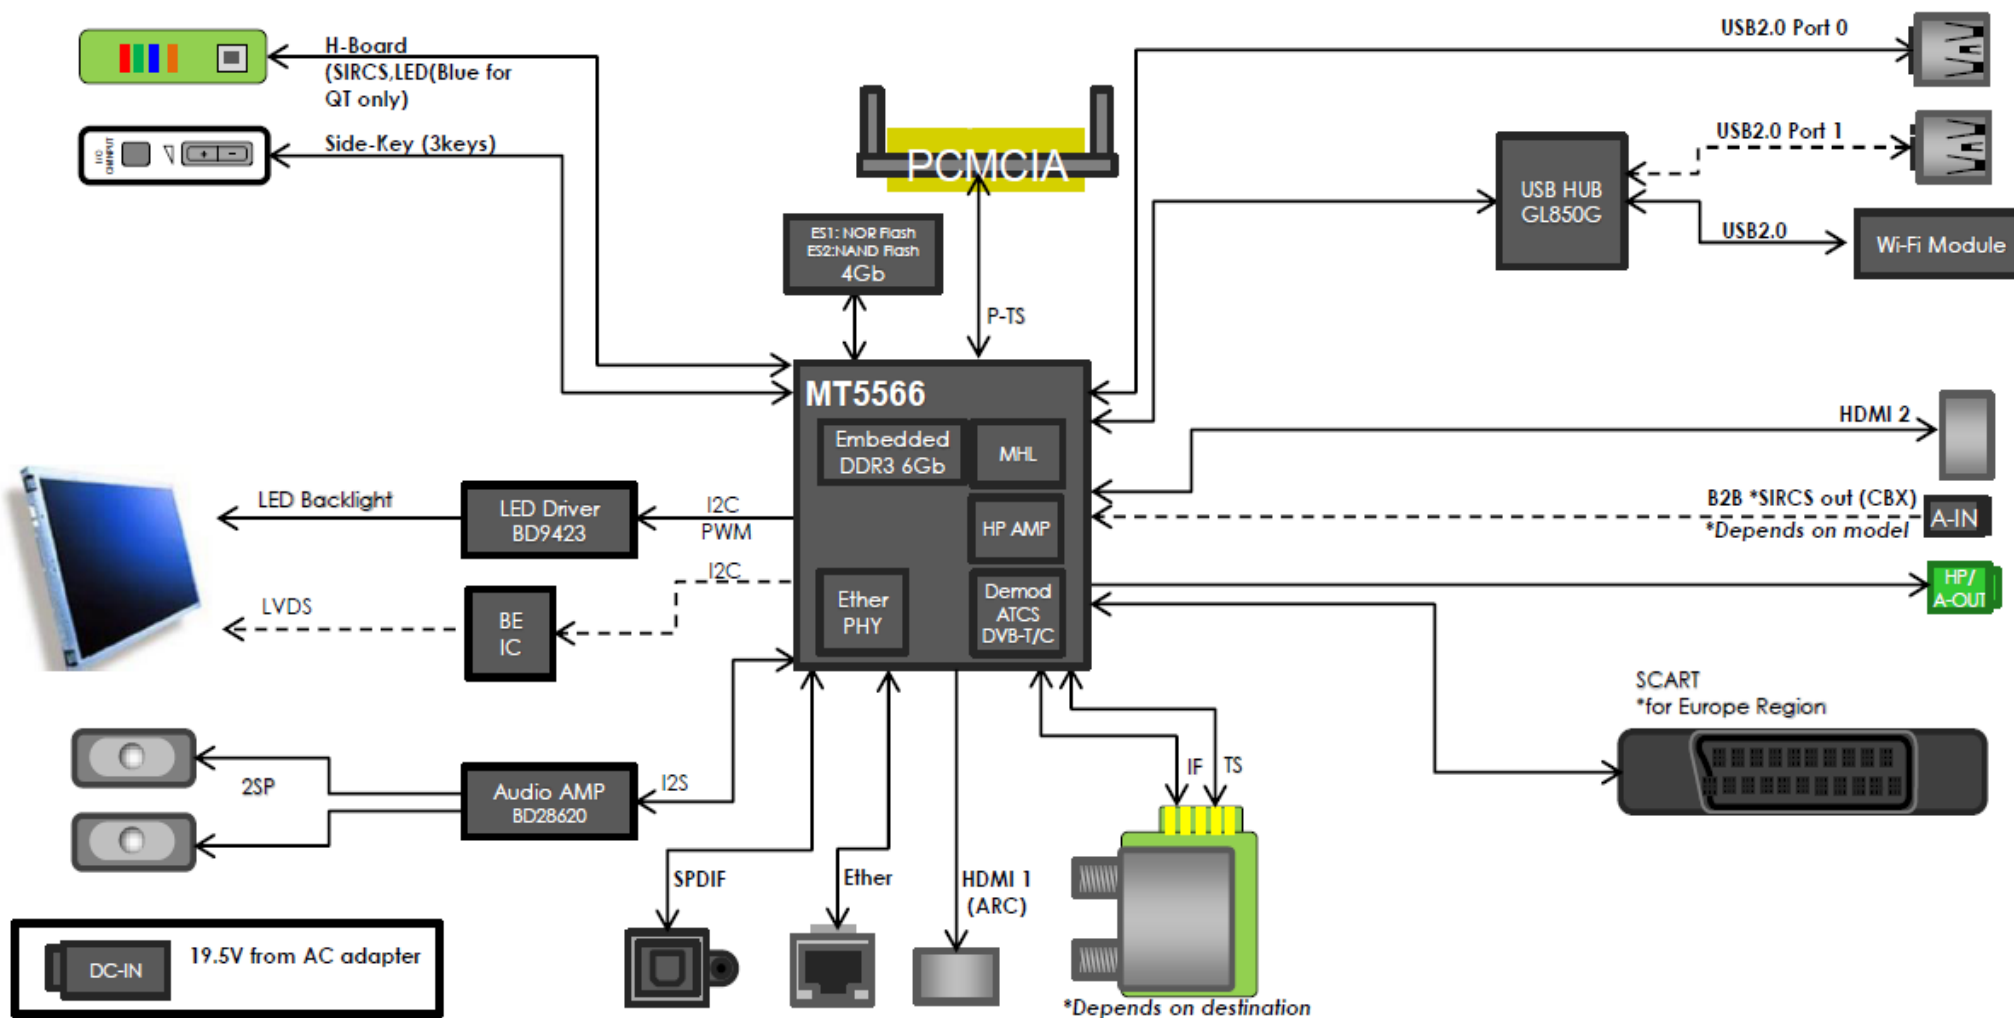 H-Board
(SIRCS,LED(Blue for
QT only)
Side-Key (3keys)
PCMCIA
USB2.0 Port 0
USB2.0 Port 1
USB HUB
GL850G
USB2.0
Wi-Fi Module
ES1: NOR Flash
ES2:NAND Flash
4Gb
P-TS
MT5566
Embedded
DDR3 6Gb
MHL
HP AMP
Ether
PHY
Demod
ATCS
DVB-T/C
HDMI 2
B2B *SIRCS out (CBX)
*Depends on model
A-IN
HP/
A-OUT
LED Backlight
LED Driver
BD9423
I2C
PWM
I2C
LVDS
BE
IC
SCART
*for Europe Region
2SP
Audio AMP
BD28620
I2S
IF
TS
SPDIF
Ether
HDMI 1
(ARC)
DC-IN
19.5V from AC adapter
*Depends on destination